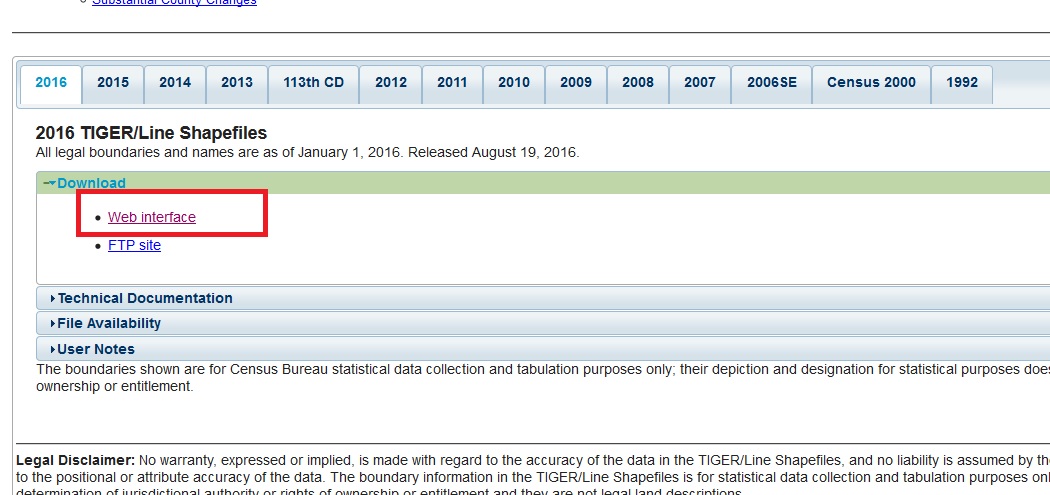 Substantial County Changes
2016 2015 2014 2013 113th CD 2012 2011 2010 2009 2008 2007 2006SE Census 2000 1992
2016 TIGER/Line Shapefiles
All legal boundaries and names are as of January 1, 2016. Released August 19, 2016.
Download
Web interface
FTP site
Technical Documentation
File Availability
User Notes
The boundaries shown are for Census Bureau statistical data collection and tabulation purposes only; their depiction and designation for statistical purposes does
ownership or entitlement.
Legal Disclaimer: No warranty, expressed or implied, is made with regard to the accuracy of the data in the TIGER/Line Shapefiles, and no liability is assumed by the
to the positional or attribute accuracy of the data. The boundary information in the TIGER/Line Shapefiles is for statistical data collection and tabulation purposes onl
determination of jurisdictional authority or rights of ownership or entitlement and they are not legal land descriptions.